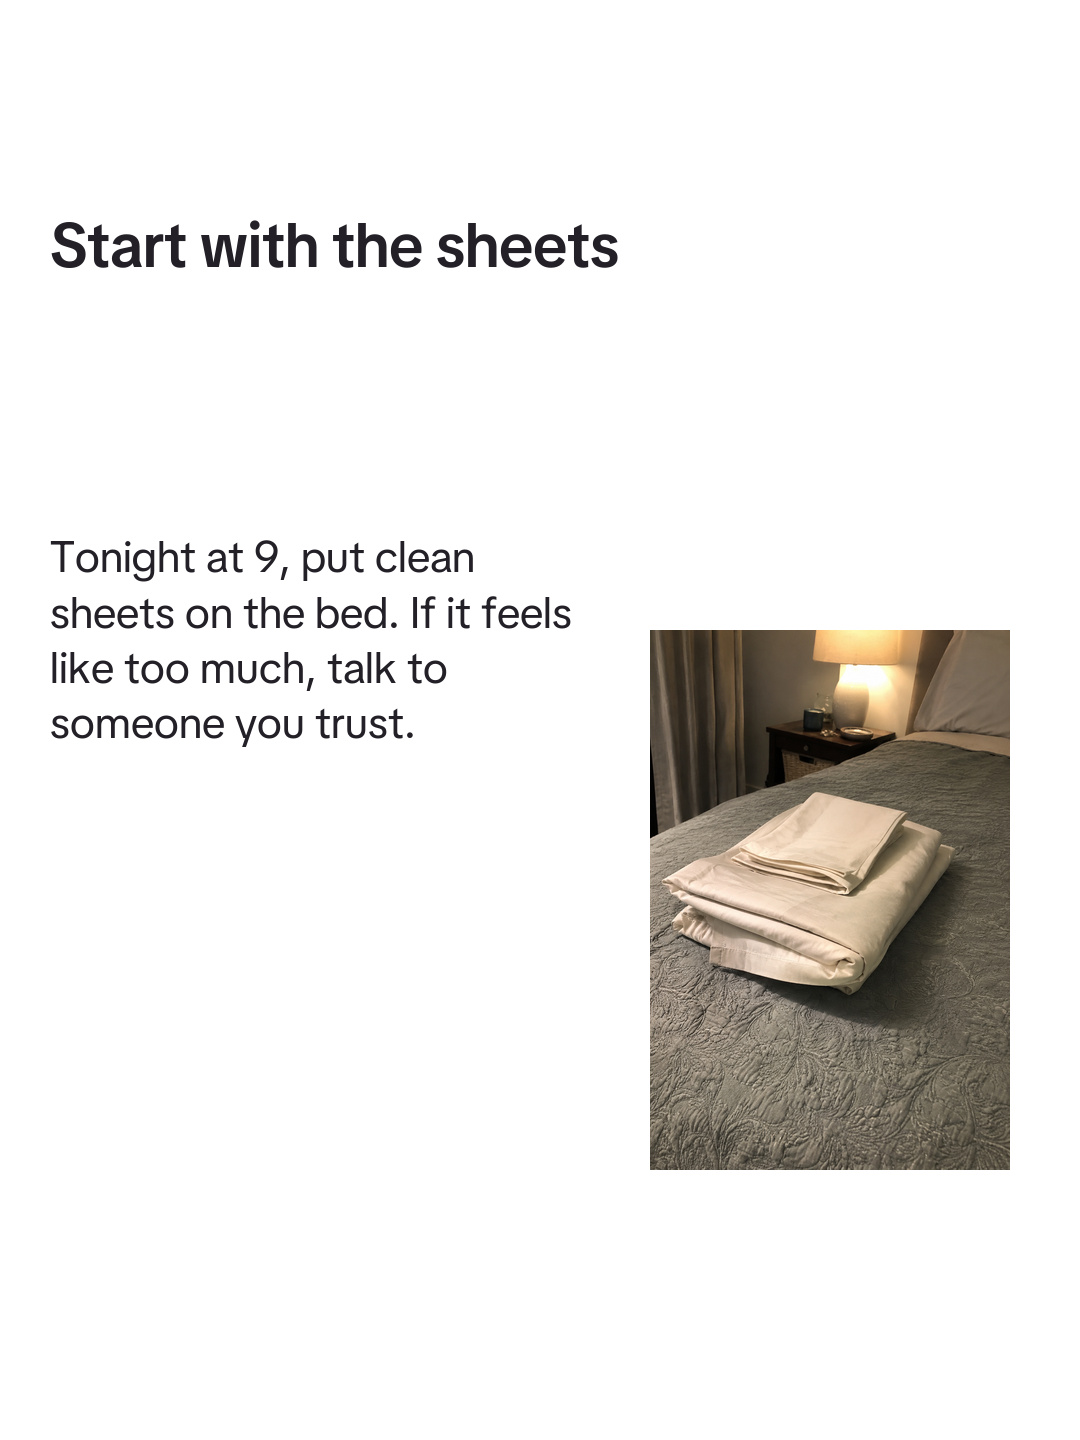 Start with the sheets
Tonight at 9, put clean
sheets on the bed. If it feels
like too much, talk to
someone you trust.